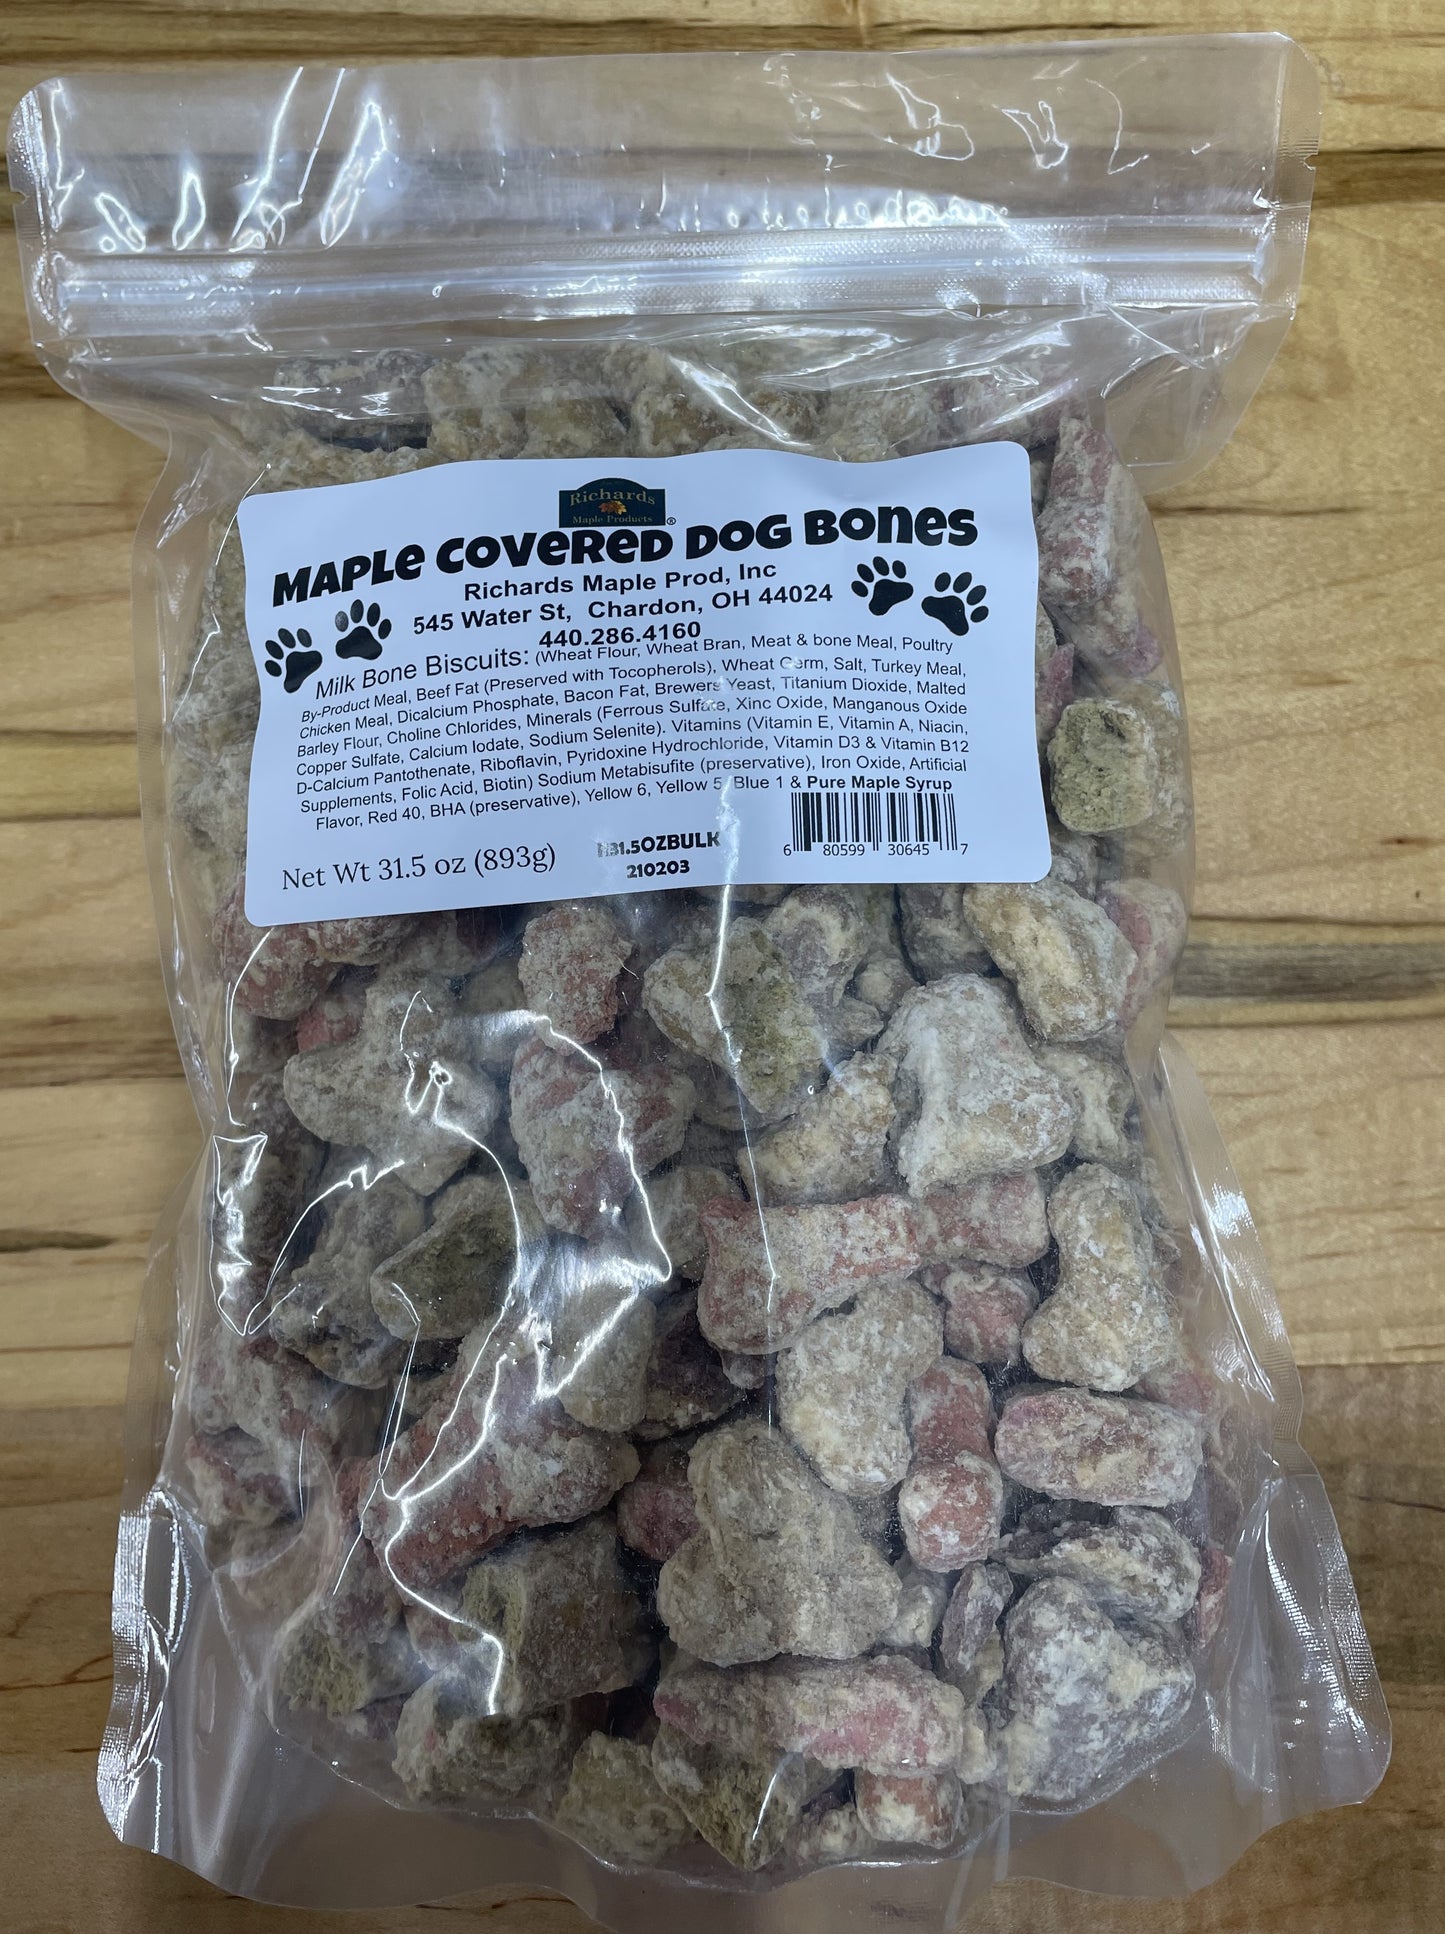 Richards
Maple Products ®
MAPLE COVERED DOG BONES
Richards Maple Prod, Inc
545 Water St, Chardon, OH 44024
440.286.4160
Milk Bone Biscuits: (Wheat Flour, Wheat Bran, Meat & bone Meal, Poultry
By-Product Meal, Beef Fat (Preserved with Tocopherols), Wheat Germ, Salt, Turkey Meal,
Chicken Meal, Dicalcium Phosphate, Bacon Fat, Brewers Yeast, Titanium Dioxide, Malted
Barley Flour, Choline Chlorides, Minerals (Ferrous Sulfate, Xinc Oxide, Manganous Oxide
Copper Sulfate, Calcium Iodate, Sodium Selenite). Vitamins (Vitamin E, Vitamin A, Niacin,
D-Calcium Pantothenate, Riboflavin, Pyridoxine Hydrochloride, Vitamin D3 & Vitamin B12
Supplements, Folic Acid, Biotin) Sodium Metabisufite (preservative), Iron Oxide, Artificial
Flavor, Red 40, BHA (preservative), Yellow 6, Yellow 5, Blue 1 & Pure Maple Syrup
Net Wt 31.5 oz (893g)
H31.5OZBULK
210203
6 80599 30645 7